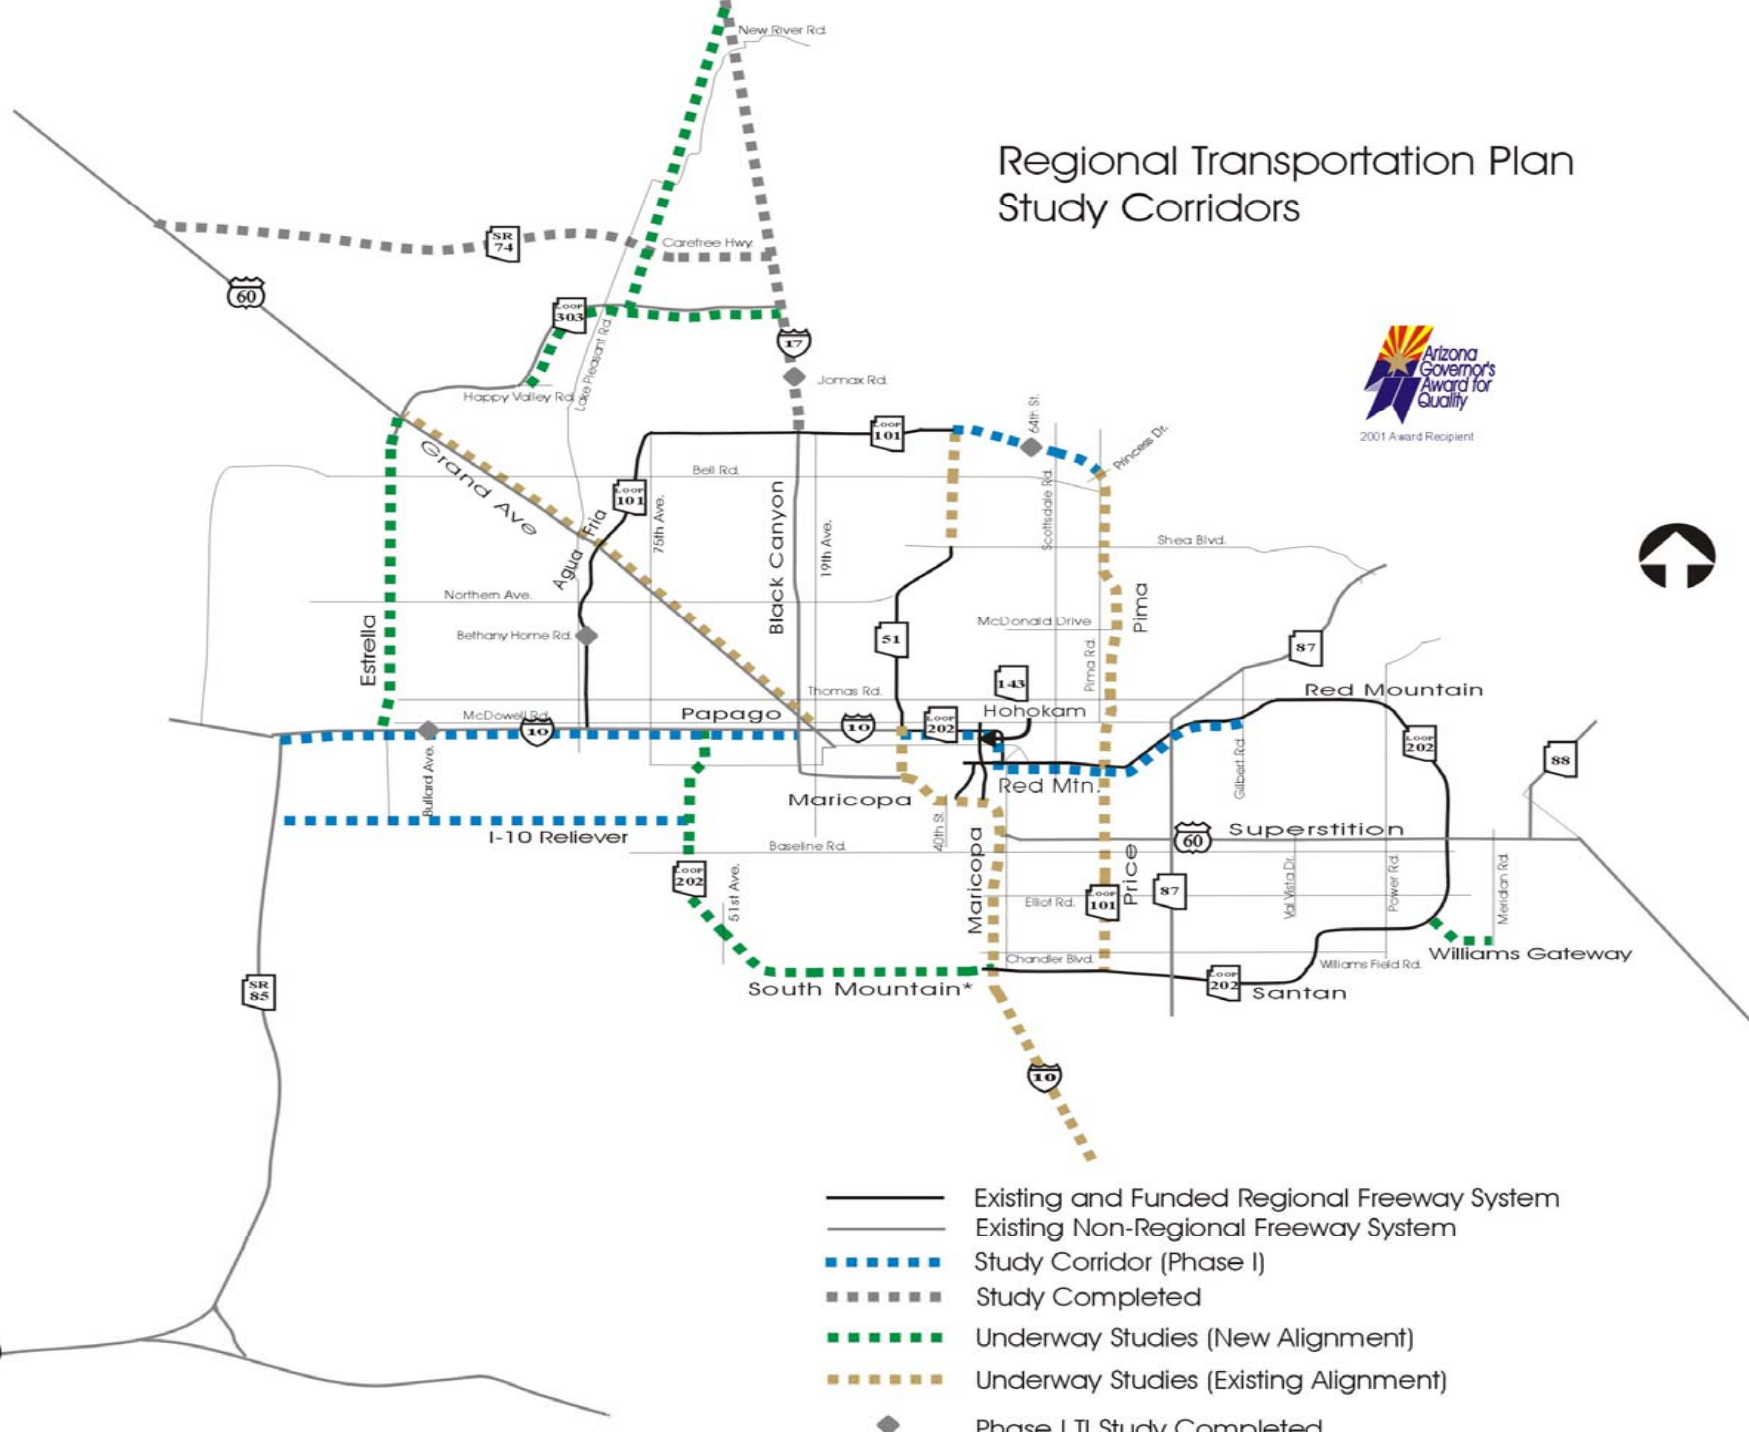 New River Rd.
Regional Transportation Plan
Study Corridors
SR
74
Carefree Hwy.
60
LOOP
303
17
Lake Pleasant Rd.
Jomax Rd.
Happy Valley Rd.
Arizona
Governor's
Award for
Quality
2001 Award Recipient
64th St.
LOOP
101
Princess Dr.
Grand Ave
Bell Rd.
LOOP
101
Agua Fria
75th Ave.
Black Canyon
19th Ave.
Scottsdale Rd.
Shea Blvd.
Northern Ave.
Estrella
Bethany Home Rd.
51
McDonald Drive
Pima
Pima Rd.
87
143
Thomas Rd.
Red Mountain
McDowell Rd.
Papago
Hohokam
10
10
LOOP
202
LOOP
202
88
Bullard Ave.
Gilbert Rd.
Red Mtn.
Maricopa
40th St.
I-10 Reliever
Superstition
60
Baseline Rd.
LOOP
202
51st Ave.
Maricopa
Price
Elliot Rd.
LOOP
101
87
Val Vista Dr.
Power Rd.
Meridian Rd.
Chandler Blvd.
Williams Field Rd.
Williams Gateway
South Mountain*
LOOP
202
Santan
SR
85
10
Existing and Funded Regional Freeway System
Existing Non-Regional Freeway System
Study Corridor (Phase I)
Study Completed
Underway Studies (New Alignment)
Underway Studies (Existing Alignment)
Phase I TI Study Completed